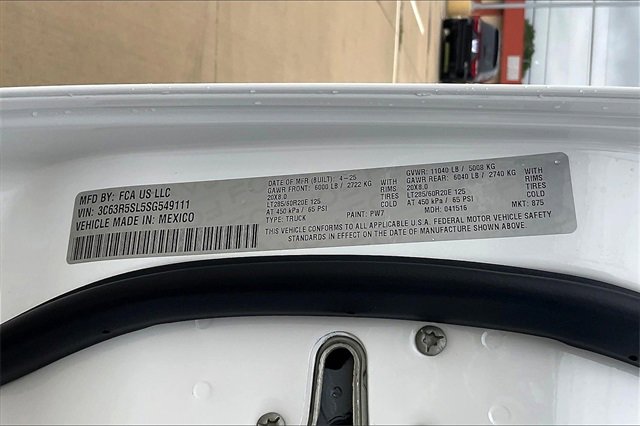 MFD BY: FCA US LLC
VIN: 3C63R5SL5SG549111
VEHICLE MADE IN: MEXICO
DATE OF MFR (BUILT): 4-25
GAWR FRONT: 6000 LB / 2722 KG WITH
20X8.0 RIMS
LT285/60R20E 125 TIRES
AT 450 kPa / 65 PSI COLD
TYPE: TRUCK PAINT: PW7
GVWR: 11040 LB / 5008 KG
GAWR REAR: 6040 LB / 2740 KG WITH
20X8.0 RIMS
LT285/60R20E 125 TIRES
AT 450 kPa / 65 PSI COLD
MDH: 041516 MKT: 875
THIS VEHICLE CONFORMS TO ALL APPLICABLE U.S.A. FEDERAL MOTOR VEHICLE SAFETY
STANDARDS IN EFFECT ON THE DATE OF MANUFACTURE SHOWN ABOVE.